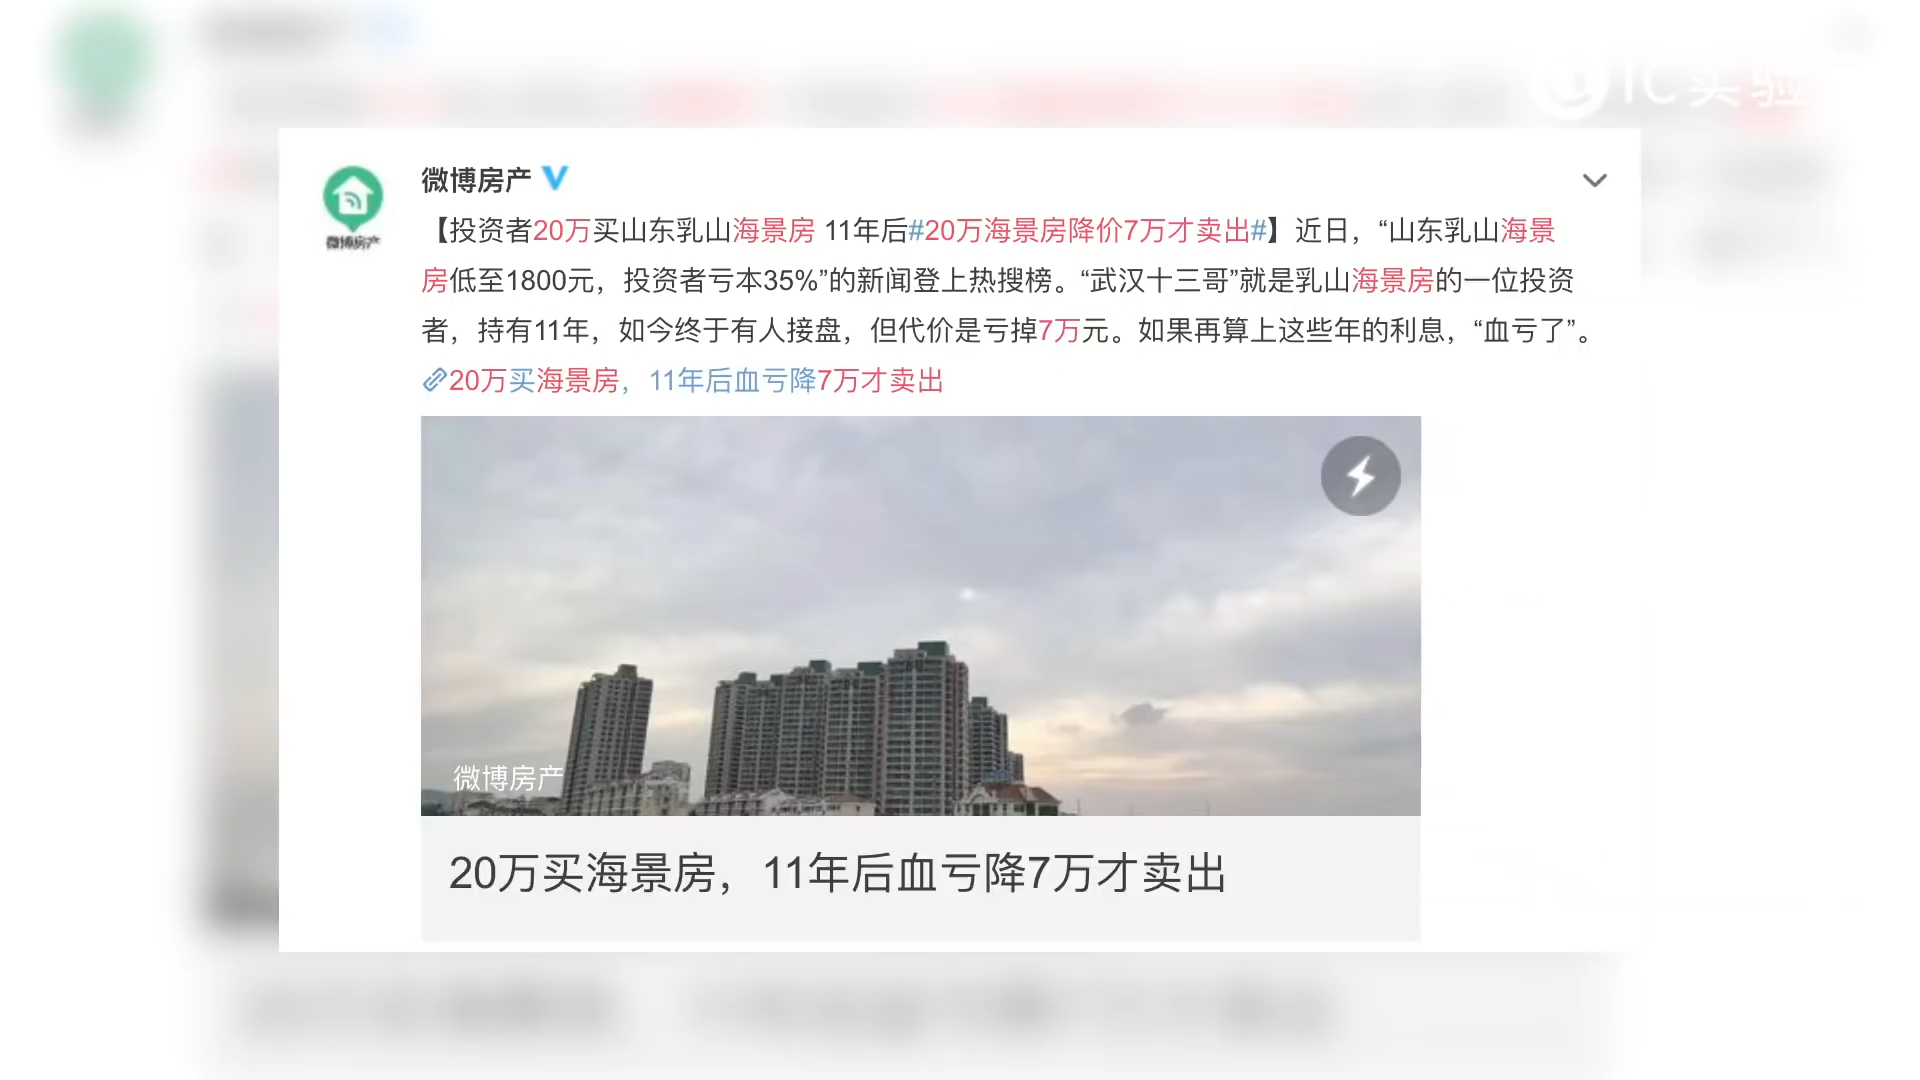 IC实验
微博房产
微博房产
【投资者20万买山东乳山海景房 11年后#20万海景房降价7万才卖出#】近日，“山东乳山海景
房低至1800元，投资者亏本35%”的新闻登上热搜榜。“武汉十三哥”就是乳山海景房的一位投资
者，持有11年，如今终于有人接盘，但代价是亏掉7万元。如果再算上这些年的利息，“血亏了”。
20万买海景房，11年后血亏降7万才卖出
微博房产
20万买海景房，11年后血亏降7万才卖出